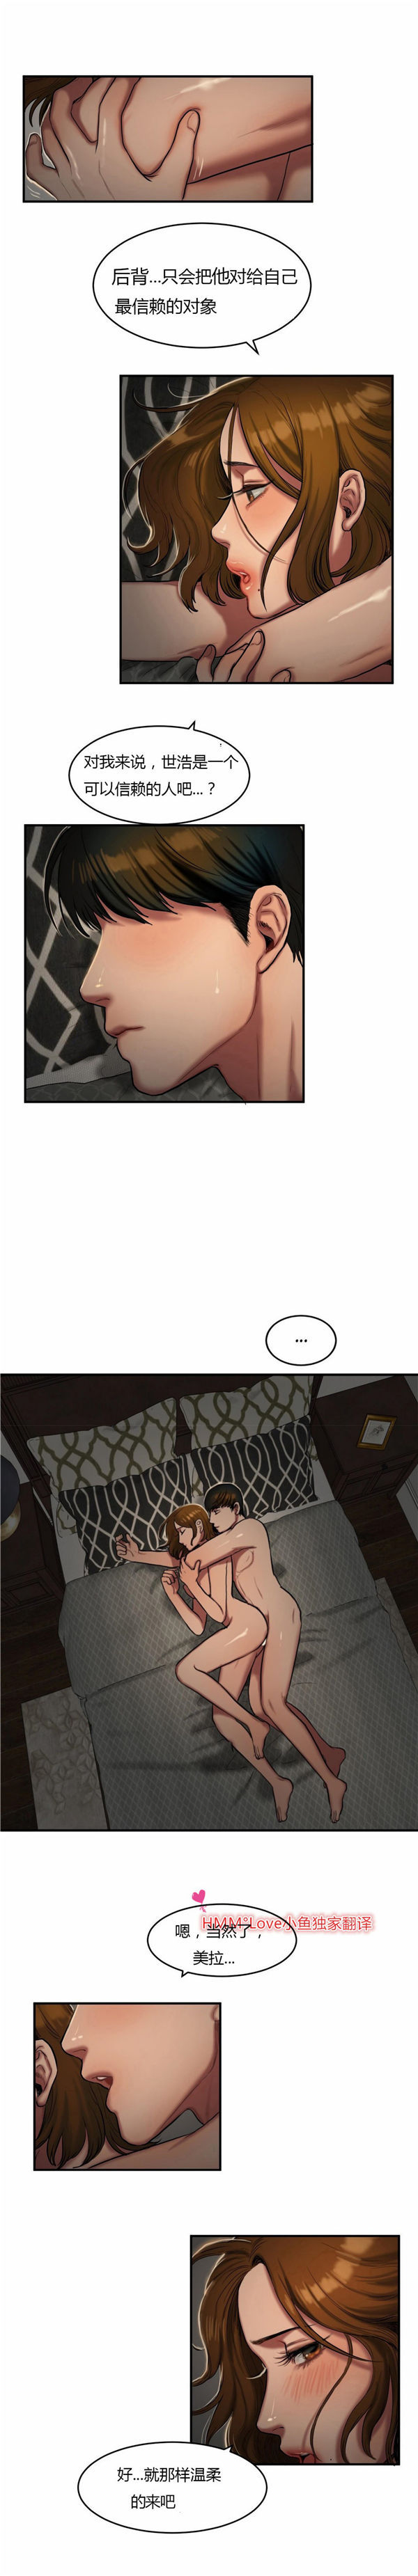 后背...只会把他对给自己
最信赖的对象
对我来说，世浩是一个
可以信赖的人吧...？
...
HMM°Love小鱼独家翻译
嗯，当然了，
美拉...
好...就那样温柔
的来吧